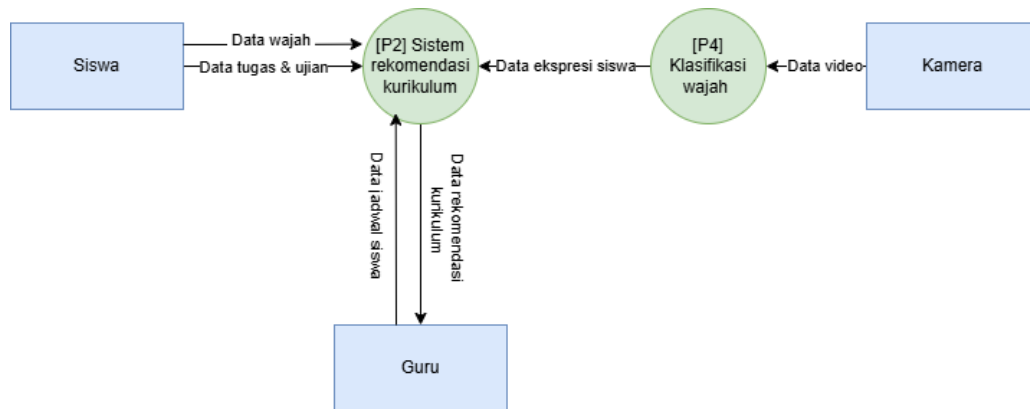 Siswa
Data wajah
Data tugas & ujian
[P2] Sistem
rekomendasi
kurikulum
Data ekspresi siswa
[P4]
Klasifikasi
wajah
Data video
Kamera
Data jadwal siswa
Data rekomendasi
kurikulum
Guru